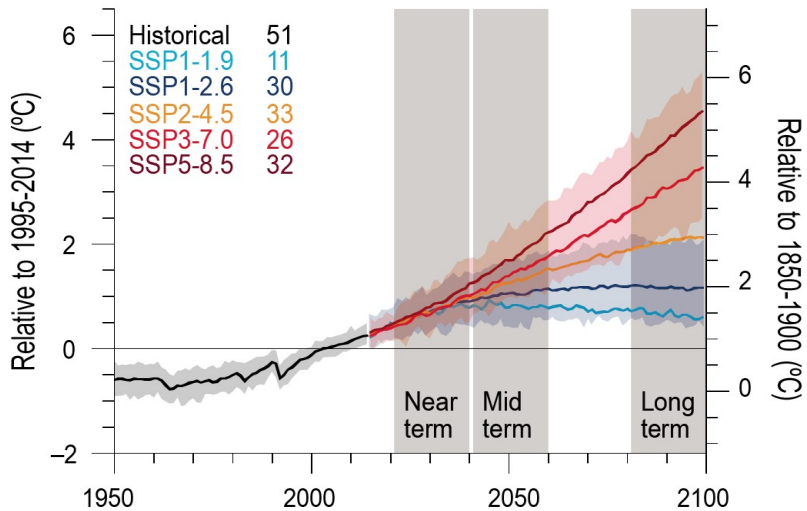 Relative to 1995-2014 (ºC)
6
4
2
0
−2
Historical 51
SSP1-1.9 11
SSP1-2.6 30
SSP2-4.5 33
SSP3-7.0 26
SSP5-8.5 32
Near
term
Mid
term
Long
term
6
4
2
0
Relative to 1850-1900 (ºC)
1950 2000 2050 2100